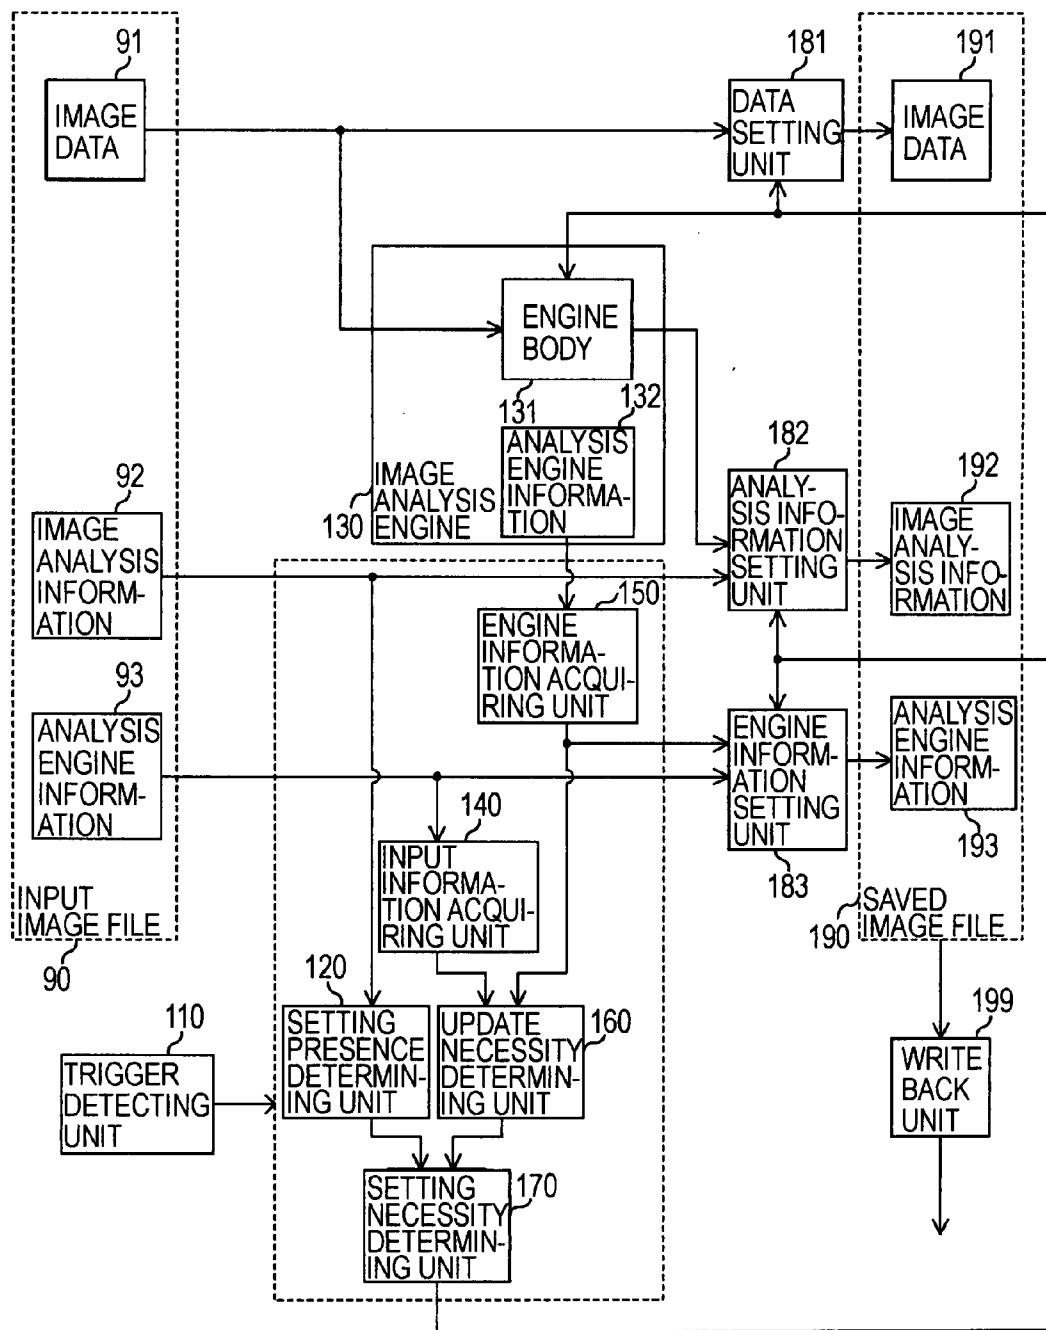 91
IMAGE
DATA
181
DATA
SETTING
UNIT
191
IMAGE
DATA
ENGINE
BODY
131
132
ANALYSIS
ENGINE
INFORMA-
TION
IMAGE
ANALYSIS
ENGINE
130
92
IMAGE
ANALYSIS
INFORM-
ATION
182
ANALY-
SIS INFO-
RMATION
SETTING
UNIT
192
IMAGE
ANALY-
SIS INFO-
RMATION
150
ENGINE
INFORMA-
TION ACQUI-
RING UNIT
93
ANALYSIS
ENGINE
INFORM-
ATION
ENGINE
INFORM-
ATION
SETTING
UNIT
183
ANALYSIS
ENGINE
INFORM-
ATION
193
140
INPUT
INFORMA-
TION ACQUI-
RING UNIT
INPUT
IMAGE FILE
90
SAVED
IMAGE FILE
190
120
SETTING
PRESENCE
DETERMIN-
ING UNIT
UPDATE
NECESSITY
DETERMIN-
ING UNIT
160
110
TRIGGER
DETECTING
UNIT
199
WRITE
BACK
UNIT
SETTING
NECESSITY
DETERMIN-
ING UNIT
170